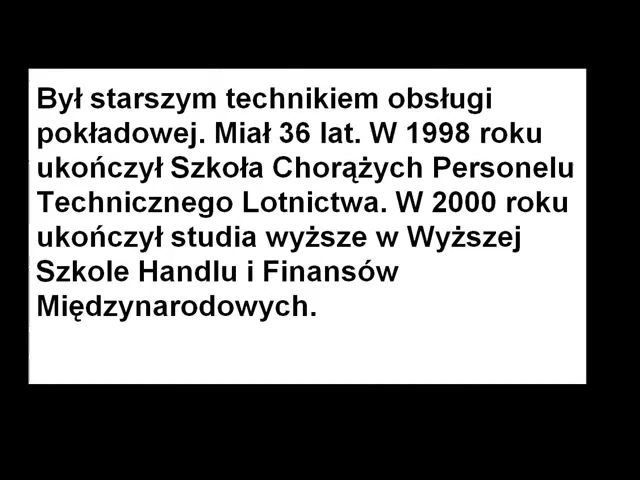 Był starszym technikiem obsługi
pokładowej. Miał 36 lat. W 1998 roku
ukończył Szkoła Chorążych Personelu
Technicznego Lotnictwa. W 2000 roku
ukończył studia wyższe w Wyższej
Szkole Handlu i Finansów
Międzynarodowych.